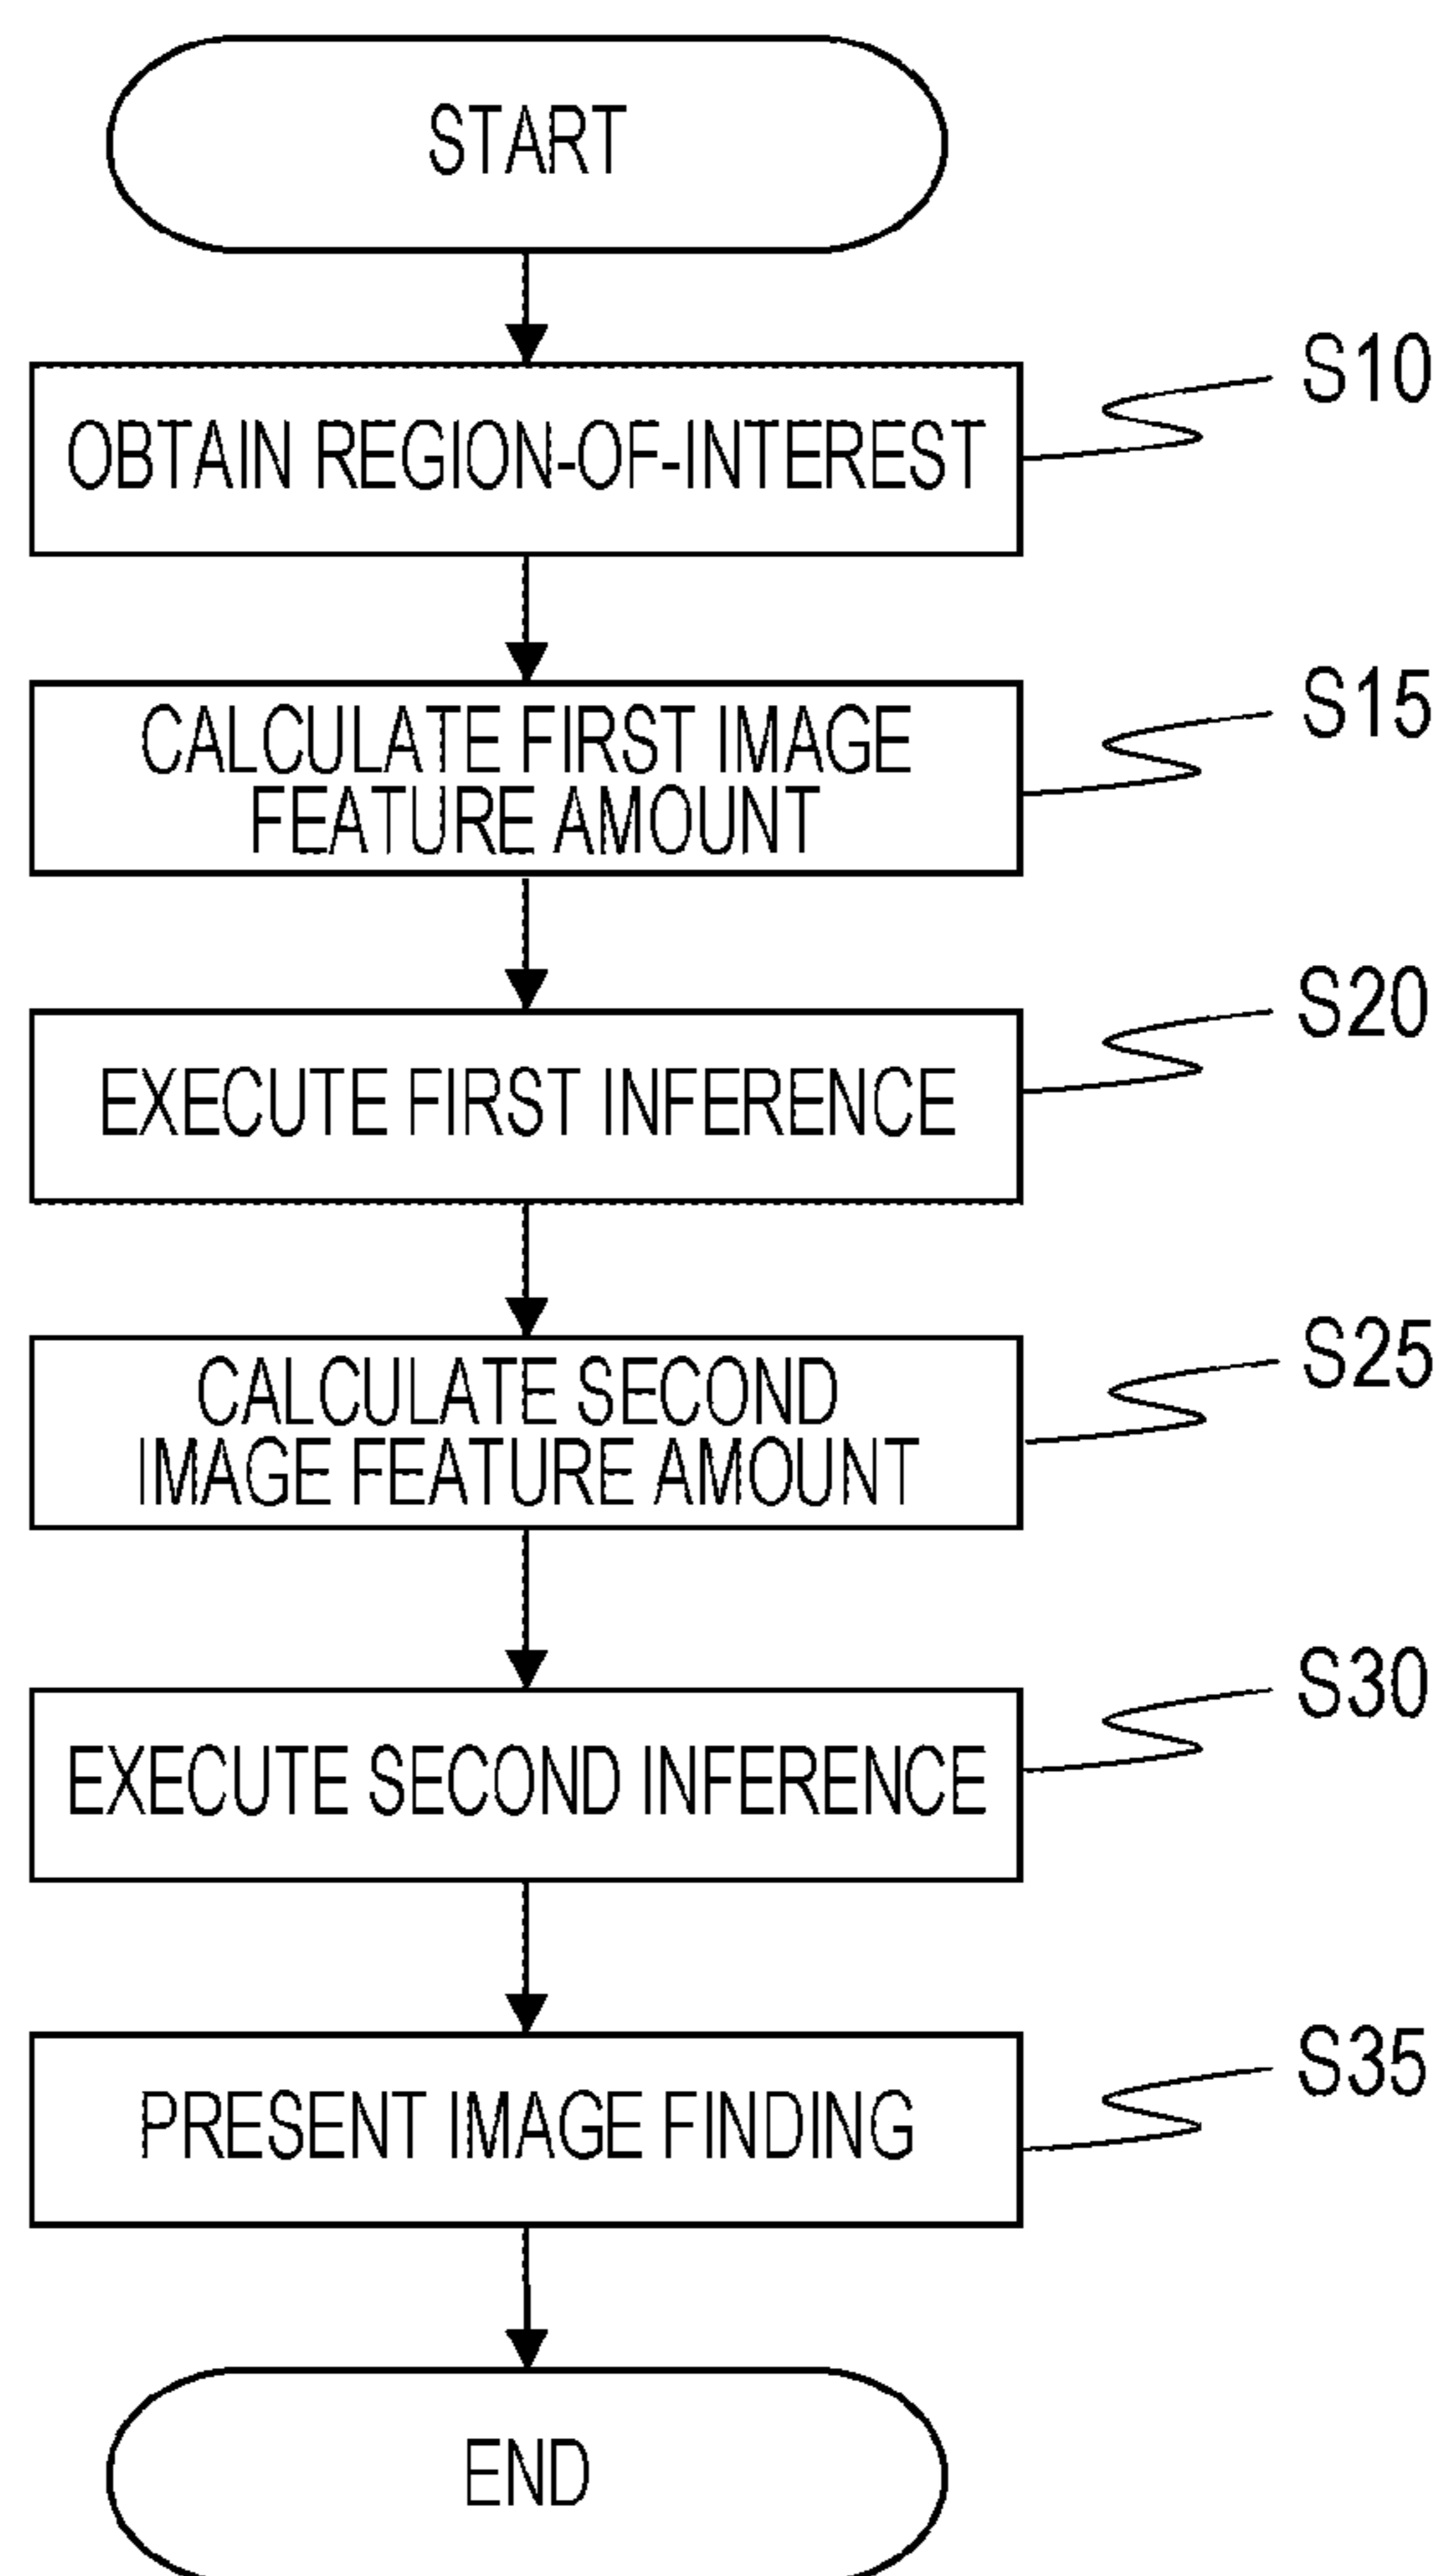 START
OBTAIN REGION-OF-INTEREST
S10
CALCULATE FIRST IMAGE
FEATURE AMOUNT
S15
EXECUTE FIRST INFERENCE
S20
CALCULATE SECOND
IMAGE FEATURE AMOUNT
S25
EXECUTE SECOND INFERENCE
S30
PRESENT IMAGE FINDING
S35
END